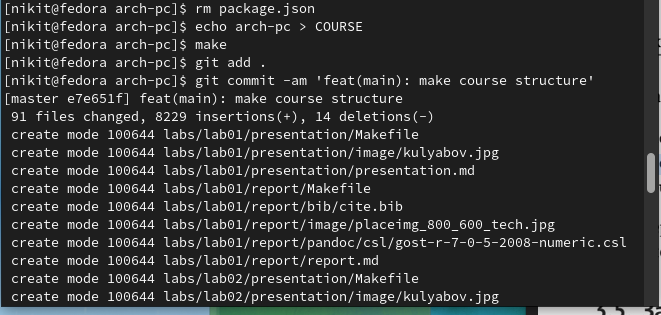 [nikit@fedora arch-pc]$ rm package.json
[nikit@fedora arch-pc]$ echo arch-pc > COURSE
[nikit@fedora arch-pc]$ make
[nikit@fedora arch-pc]$ git add .
[nikit@fedora arch-pc]$ git commit -am 'feat(main): make course structure'
[master e7e651f] feat(main): make course structure
 91 files changed, 8229 insertions(+), 14 deletions(-)
 create mode 100644 labs/lab01/presentation/Makefile
 create mode 100644 labs/lab01/presentation/image/kulyabov.jpg
 create mode 100644 labs/lab01/presentation/presentation.md
 create mode 100644 labs/lab01/report/Makefile
 create mode 100644 labs/lab01/report/bib/cite.bib
 create mode 100644 labs/lab01/report/image/placeimg_800_600_tech.jpg
 create mode 100644 labs/lab01/report/pandoc/csl/gost-r-7-0-5-2008-numeric.csl
 create mode 100644 labs/lab01/report/report.md
 create mode 100644 labs/lab02/presentation/Makefile
 create mode 100644 labs/lab02/presentation/image/kulyabov.jpg